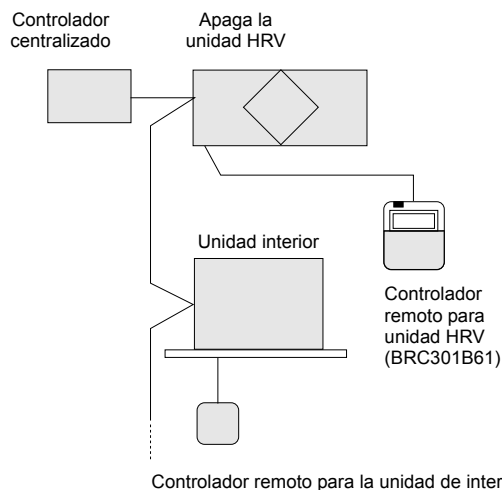 Controlador
centralizado
Apaga la
unidad HRV
Unidad interior
Controlador
remoto para
unidad HRV
(BRC301B61)
Controlador remoto para la unidad de inter